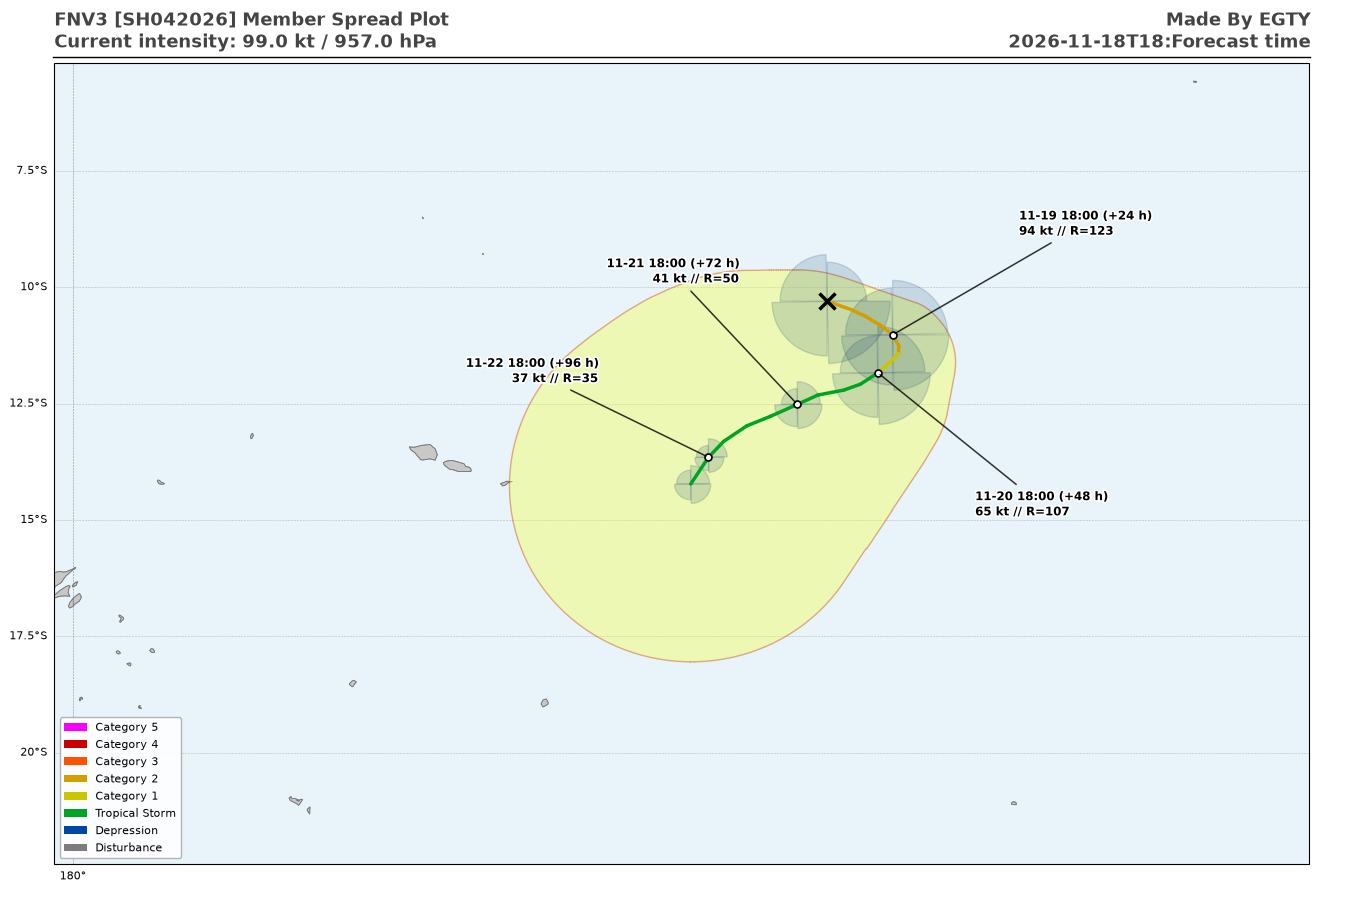 FNV3 [SH042026] Member Spread Plot
Current intensity: 99.0 kt / 957.0 hPa
Made By EGTY
2026-11-18T18:Forecast time
7.5°S
10°S
12.5°S
15°S
17.5°S
20°S
180°
11-19 18:00 (+24 h)
94 kt // R=123
11-21 18:00 (+72 h)
41 kt // R=50
11-22 18:00 (+96 h)
37 kt // R=35
11-20 18:00 (+48 h)
65 kt // R=107
Category 5
Category 4
Category 3
Category 2
Category 1
Tropical Storm
Depression
Disturbance